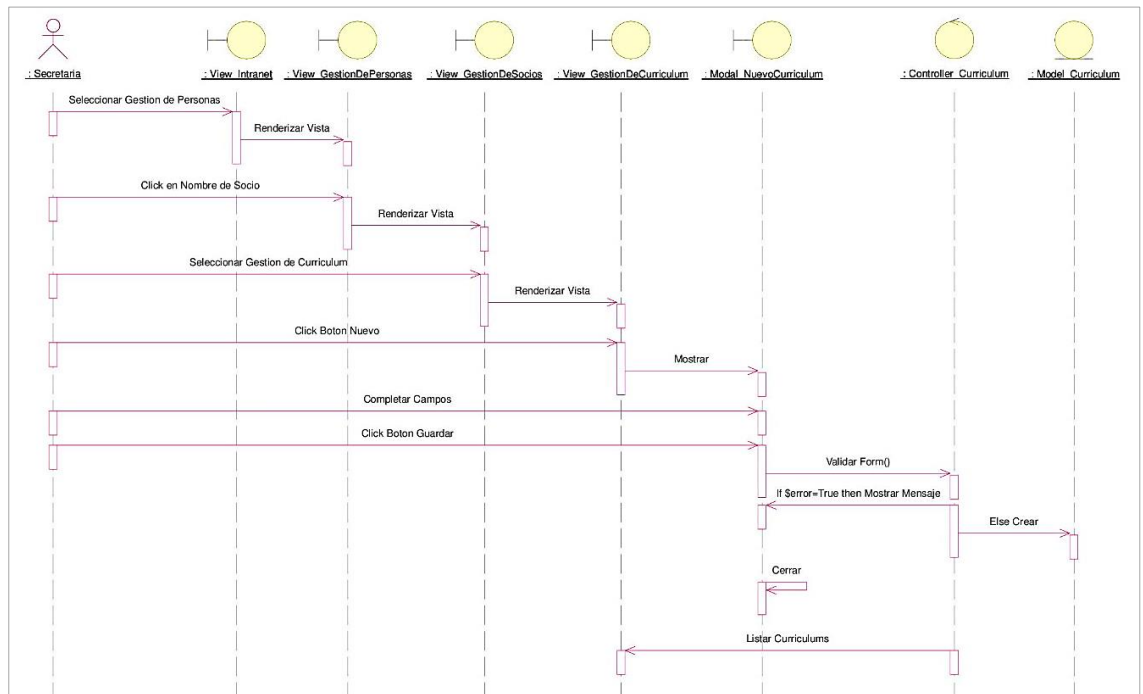 : Secretaria
: View_Intranet
: View_GestionDePersonas
: View_GestionDeSocios
: View_GestionDeCurriculum
: Modal_NuevoCurriculum
: Controller_Curriculum
: Model_Curriculum
Seleccionar Gestion de Personas
Renderizar Vista
Click en Nombre de Socio
Renderizar Vista
Seleccionar Gestion de Curriculum
Renderizar Vista
Click Boton Nuevo
Mostrar
Completar Campos
Click Boton Guardar
Validar Form()
If $error=True then Mostrar Mensaje
Else Crear
Cerrar
Listar Curriculums